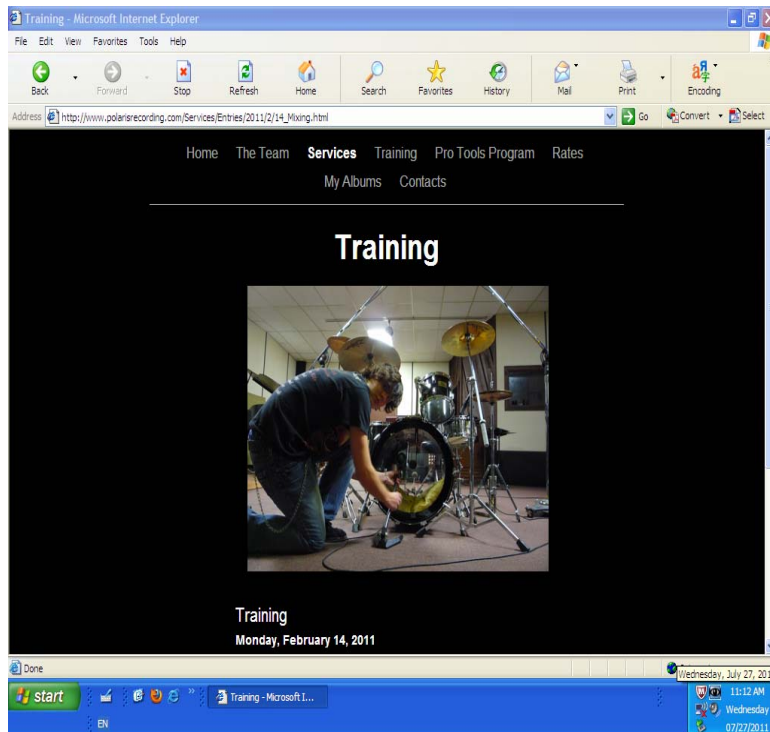 Training - Microsoft Internet Explorer
File Edit View Favorites Tools Help
Back Forward Stop Refresh Home Search Favorites History Mail Print Encoding
Address http://www.polarisrecording.com/Services/Entries/2011/2/14_Mixing.html Go Convert Select
Home The Team Services Training Pro Tools Program Rates
My Albums Contacts
Training
Training
Monday, February 14, 2011
Done
Wednesday, July 27, 201
start Training - Microsoft I... 11:12 AM
Wednesday
EN 07/27/2011